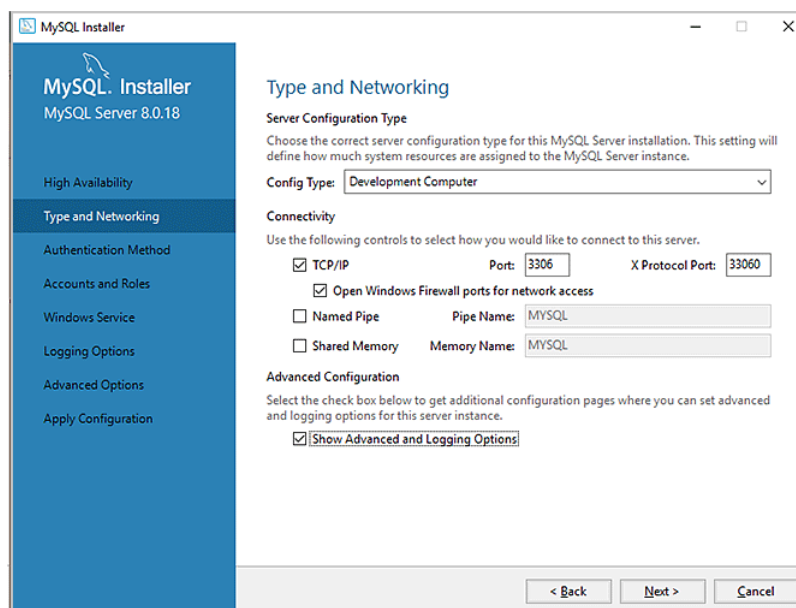 MySQL Installer
MySQL. Installer
MySQL Server 8.0.18
High Availability
Type and Networking
Authentication Method
Accounts and Roles
Windows Service
Logging Options
Advanced Options
Apply Configuration
Type and Networking
Server Configuration Type
Choose the correct server configuration type for this MySQL Server installation. This setting will
define how much system resources are assigned to the MySQL Server instance.
Config Type: Development Computer
Connectivity
Use the following controls to select how you would like to connect to this server.
TCP/IP Port: 3306 X Protocol Port: 33060
Open Windows Firewall ports for network access
Named Pipe Pipe Name: MYSQL
Shared Memory Memory Name: MYSQL
Advanced Configuration
Select the check box below to get additional configuration pages where you can set advanced
and logging options for this server instance.
Show Advanced and Logging Options
< Back Next > Cancel